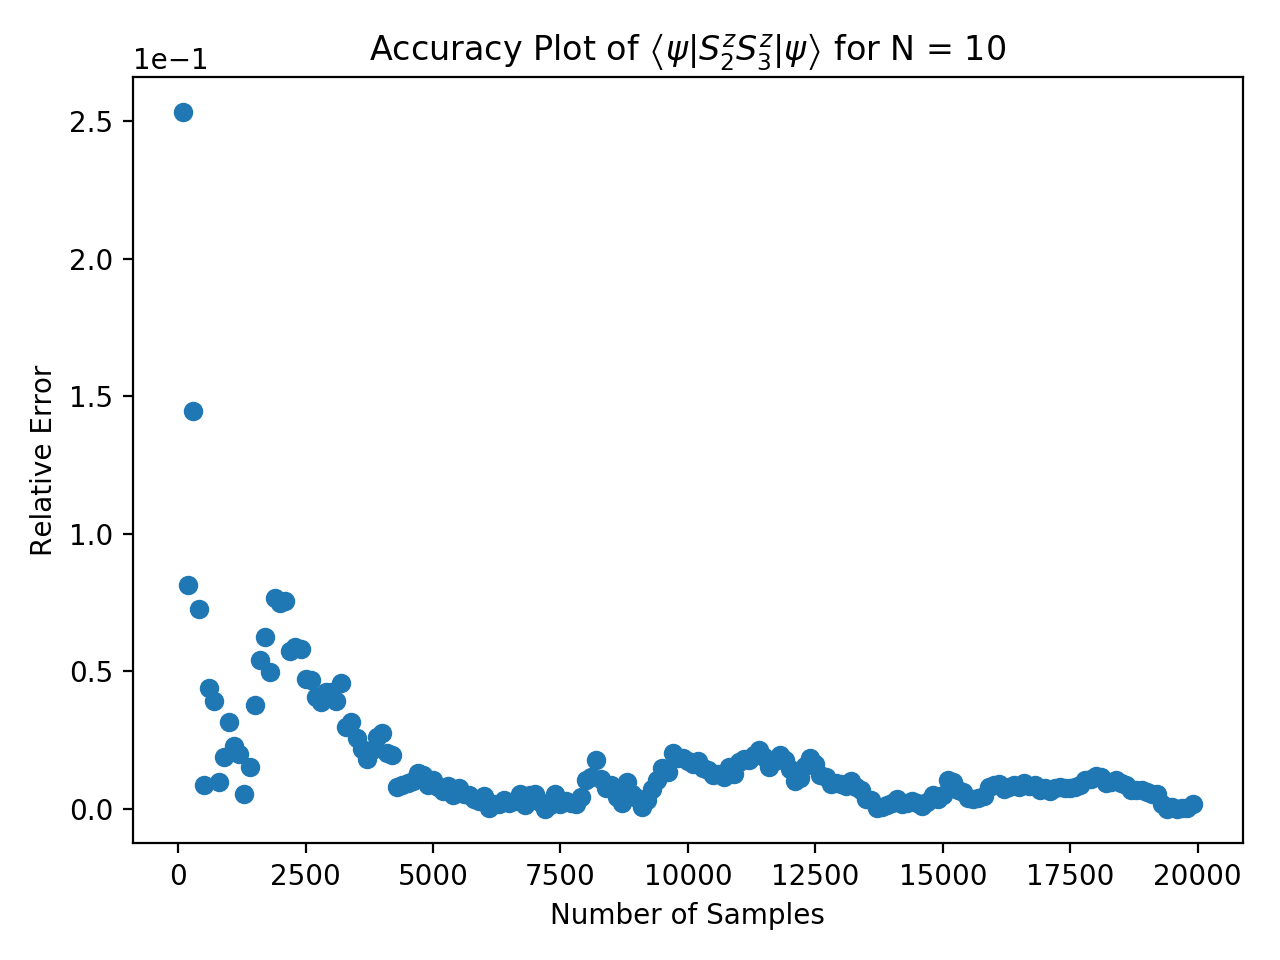 Accuracy Plot of ⟨ψ|S₂ᶻS₃ᶻ|ψ⟩ for N = 10
1e−1
2.5
2.0
1.5
1.0
0.5
0.0
Relative Error
0 2500 5000 7500 10000 12500 15000 17500 20000
Number of Samples